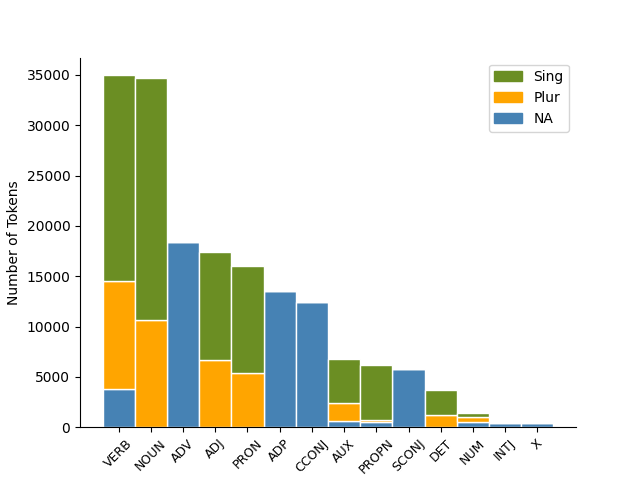 Sing
Plur
NA
Number of Tokens
35000
30000
25000
20000
15000
10000
5000
0
VERB NOUN ADV ADJ PRON ADP CCONJ AUX PROPN SCONJ DET NUM INTJ X